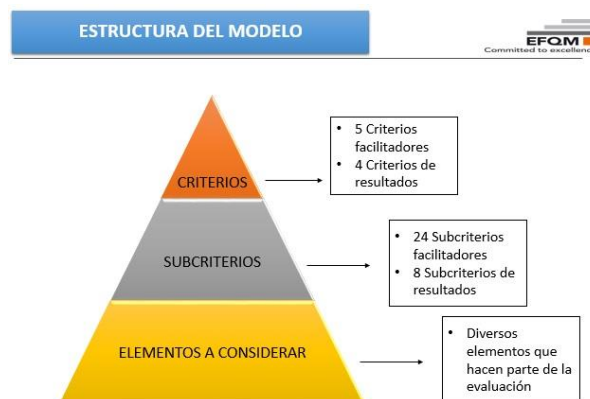 ESTRUCTURA DEL MODELO
EFQM
Committed to excellence
CRITERIOS
• 5 Criterios
facilitadores
• 4 Criterios de
resultados
SUBCRITERIOS
• 24 Subcriterios
facilitadores
• 8 Subcriterios de
resultados
ELEMENTOS A CONSIDERAR
• Diversos
elementos que
hacen parte de la
evaluación